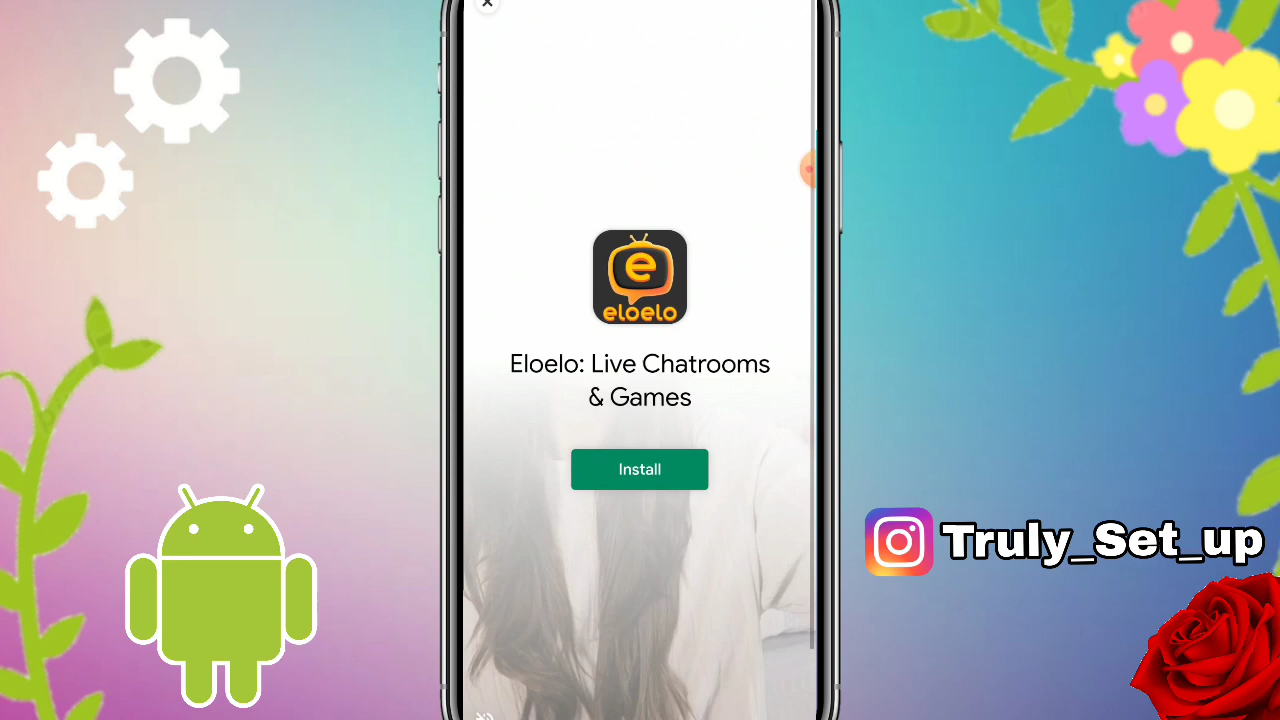 eloelo
Eloelo: Live Chatrooms
& Games
Install
Truly_Set_up